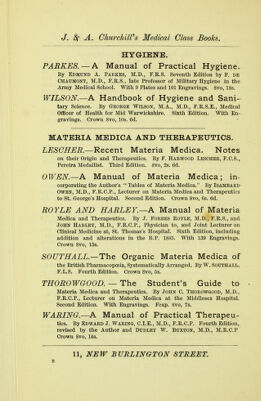 J. & A. Churchill's Medical Class Books.
HYGIENE.
PARKES.—A Manual of Practical Hygiene.
By EDMUND A. PARKES, M.D., F.R.S. Seventh Edition by F. DE
CHAUMONT, M.D., F.R.S., late Professor of Military Hygiene in the
Army Medical School. With 9 Plates and 101 Engravings. 8vo, 18s.
WILSON.—A Handbook of Hygiene and Sani-
tary Science. By GEORGE WILSON, M.A., M.D., F.R.S.E., Medical
Officer of Health for Mid Warwickshire. Sixth Edition. With En-
gravings. Crown 8vo, 10s. 6d.
MATERIA MEDICA AND THERAPEUTICS.
LESCHER.—Recent Materia Medica. Notes
on their Origin and Therapeutics. By F. HARWOOD LESCHER, F.C.S.,
Pereira Medallist. Third Edition. 8vo, 2s. 6d.
OWEN.—A Manual of Materia Medica; in-
corporating the Author's "Tables of Materia Medica." By ISAMBARD
OWEN, M.D., F.R.C.P., Lecturer on Materia Medica and Therapeutics
to St. George's Hospital. Second Edition. Crown 8vo, 6s. 6d.
ROYLE AND HARLEY.—A Manual of Materia
Medica and Therapeutics. By J. FORBES ROYLE, M.D., F.R.S., and
JOHN HARLEY, M.D., F.R.C.P., Physician to, and Joint Lecturer on
Clinical Medicine at, St. Thomas's Hospital. Sixth Edition, including
addition and alterations in the B.P. 1885. With 139 Engravings.
Crown 8vo, 15s.
SOUTHALL.—The Organic Materia Medica of
the British Pharmacopœia, Systematically Arranged. By W. SOUTHALL,
F.L.S. Fourth Edition. Crown 8vo, 5s.
THOROWGOOD. — The Student's Guide to
Materia Medica and Therapeutics. By JOHN C. THOROWGOOD, M.D.,
F.R.C.P., Lecturer on Materia Medica at the Middlesex Hospital.
Second Edition. With Engravings. Fcap. 8vo, 7s.
WARING.—A Manual of Practical Therapeu-
tics. By EDWARD J. WARING, C.I.E., M.D., F.R.C.P. Fourth Edition,
revised by the Author and DUDLEY W. BUXTON, M.D., M.R.C.P
Crown 8vo, 14s.
11, NEW BURLINGTON STREET.